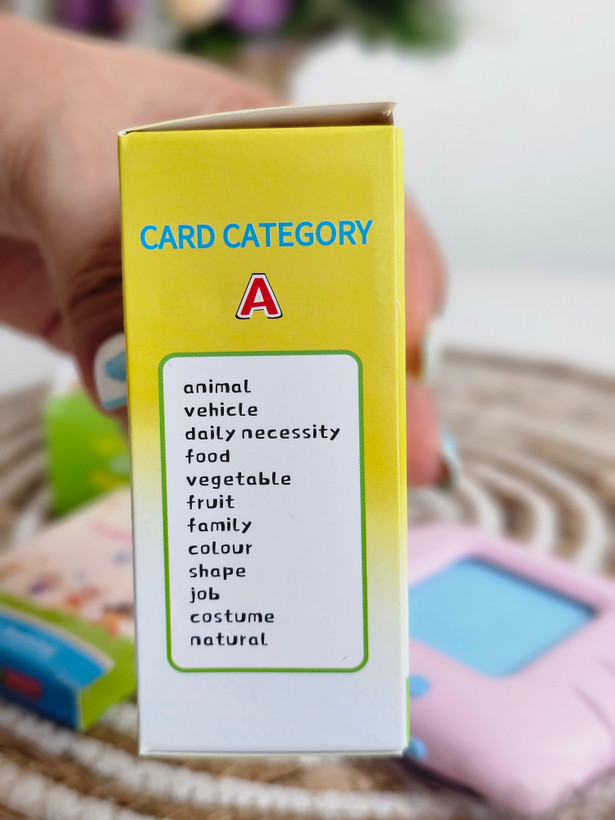 CARD CATEGORY
A
animal
vehicle
daily necessity
food
vegetable
fruit
family
colour
shape
job
costume
natural